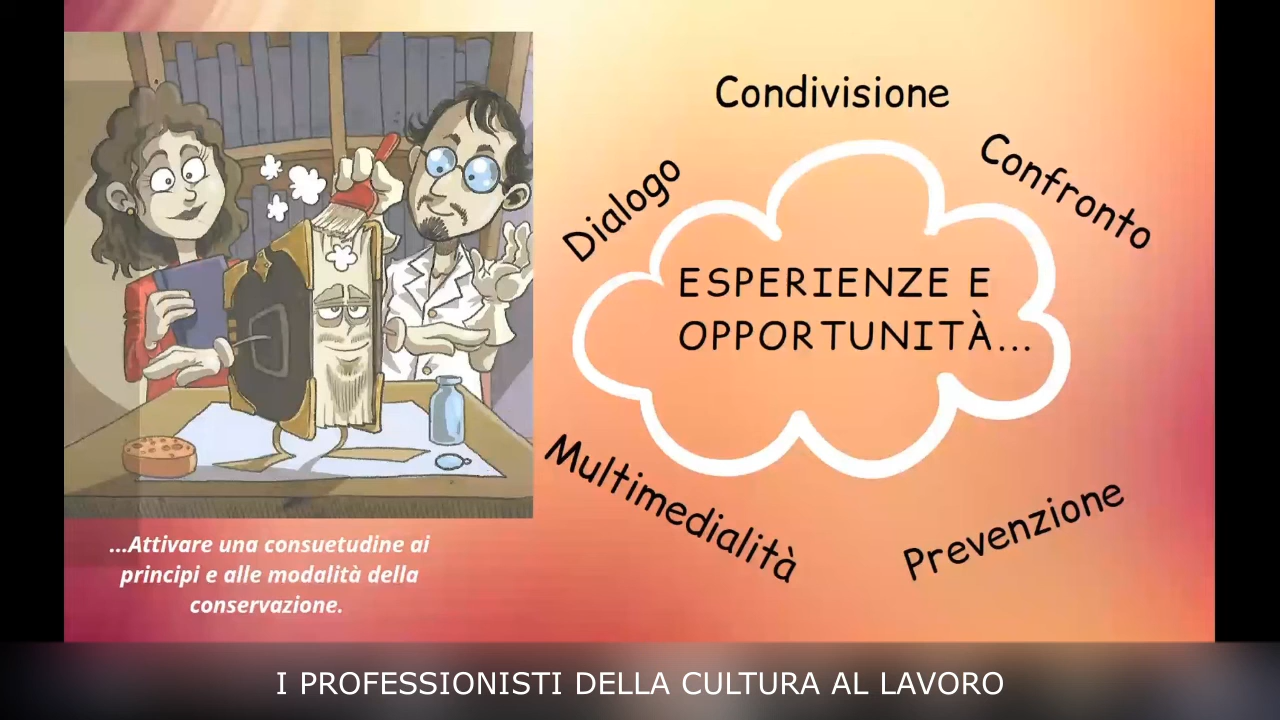 Condivisione
Confronto
Dialogo
ESPERIENZE E
OPPORTUNITÀ...
Multimedialità
Prevenzione
...Attivare una consuetudine ai
principi e alle modalità della
conservazione.
I PROFESSIONISTI DELLA CULTURA AL LAVORO